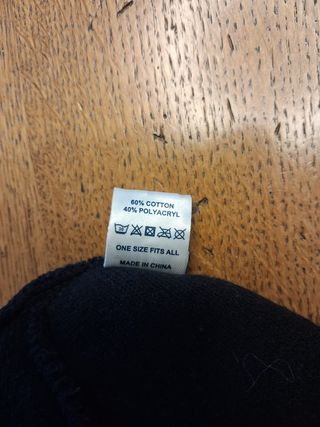 60% COTTON
40% POLYACRYL
ONE SIZE FITS ALL
MADE IN CHINA